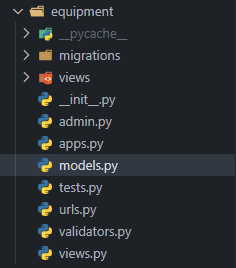 equipment
__pycache__
migrations
views
__init__.py
admin.py
apps.py
models.py
tests.py
urls.py
validators.py
views.py